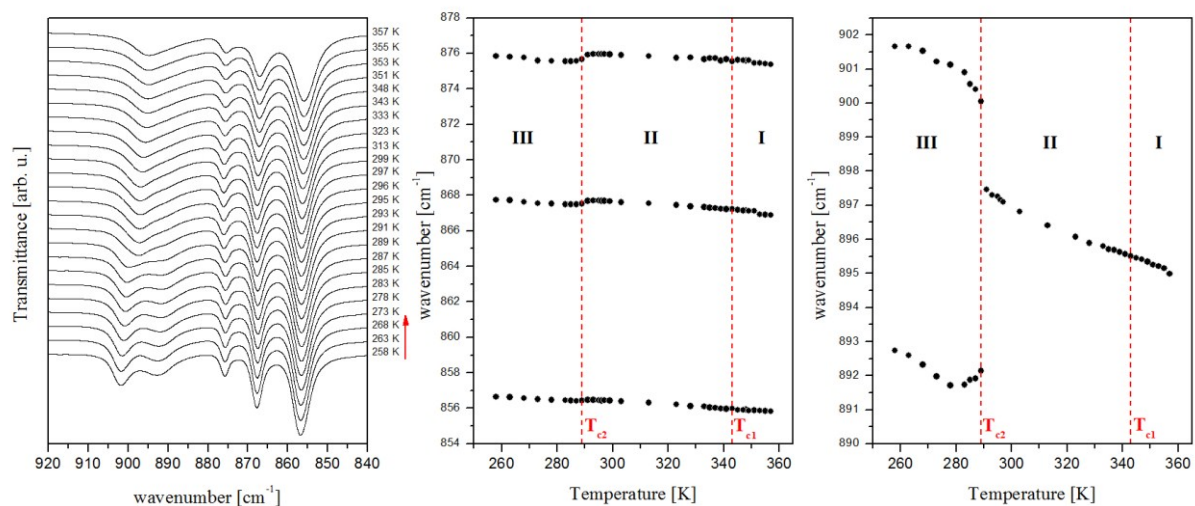 357 K
355 K
353 K
351 K
348 K
343 K
333 K
323 K
313 K
299 K
297 K
296 K
295 K
293 K
291 K
289 K
287 K
285 K
283 K
278 K
273 K
268 K
263 K
258 K
Transmittance [arb. u.]
920 910 900 890 880 870 860 850 840
wavenumber [cm⁻¹]
878
876
874
872
870
868
866
864
862
860
858
856
854
wavenumber [cm⁻¹]
III II I
Tc2 Tc1
260 280 300 320 340 360
Temperature [K]
902
901
900
899
898
897
896
895
894
893
892
891
890
wavenumber [cm⁻¹]
III II I
Tc2 Tc1
260 280 300 320 340 360
Temperature [K]